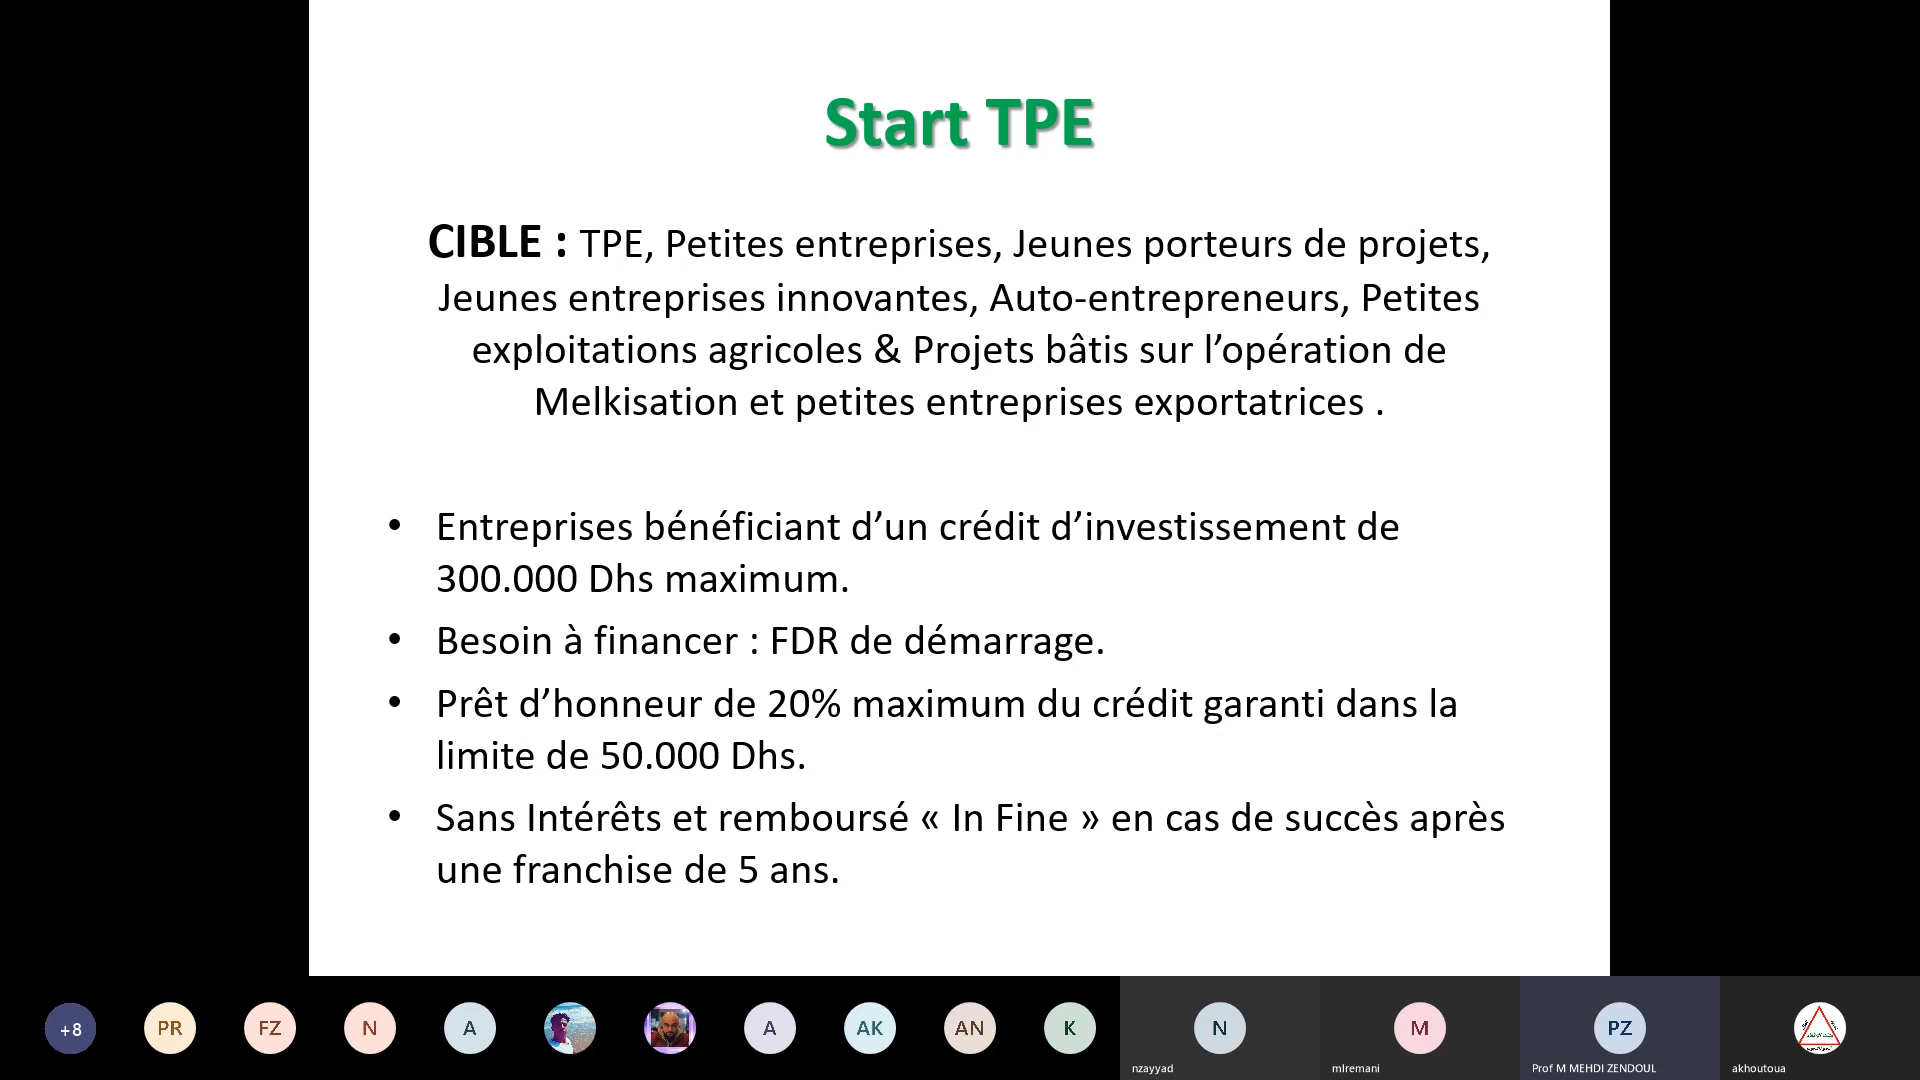 Start TPE
CIBLE : TPE, Petites entreprises, Jeunes porteurs de projets,
Jeunes entreprises innovantes, Auto-entrepreneurs, Petites
exploitations agricoles & Projets bâtis sur l’opération de
Melkisation et petites entreprises exportatrices .
• Entreprises bénéficiant d’un crédit d’investissement de
300.000 Dhs maximum.
• Besoin à financer : FDR de démarrage.
• Prêt d’honneur de 20% maximum du crédit garanti dans la
limite de 50.000 Dhs.
• Sans Intérêts et remboursé « In Fine » en cas de succès après
une franchise de 5 ans.
+8 PR FZ N A A AK AN K N M PZ
nzayyad mlremani Prof M MEHDI ZENDOUL akhoutoua